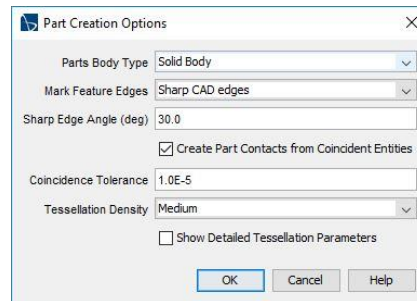 Part Creation Options
Parts Body Type Solid Body
Mark Feature Edges Sharp CAD edges
Sharp Edge Angle (deg) 30.0
Create Part Contacts from Coincident Entities
Coincidence Tolerance 1.0E-5
Tessellation Density Medium
Show Detailed Tessellation Parameters
OK Cancel Help